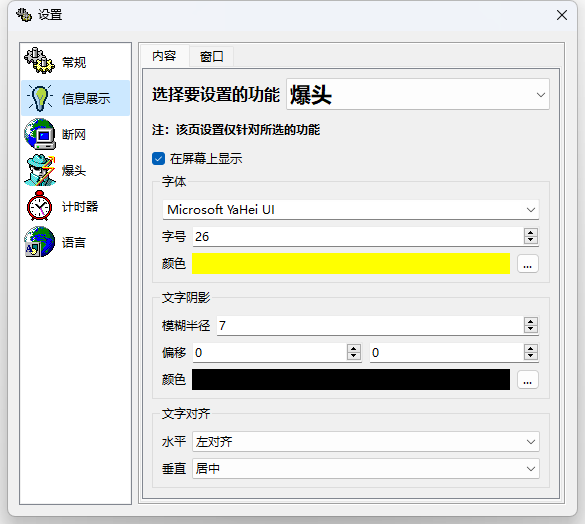 设置
常规
信息展示
断网
爆头
计时器
语言
内容 窗口
选择要设置的功能 爆头
注：该页设置仅针对所选的功能
在屏幕上显示
字体
Microsoft YaHei UI
字号 26
颜色 ...
文字阴影
模糊半径 7
偏移 0 0
颜色 ...
文字对齐
水平 左对齐
垂直 居中